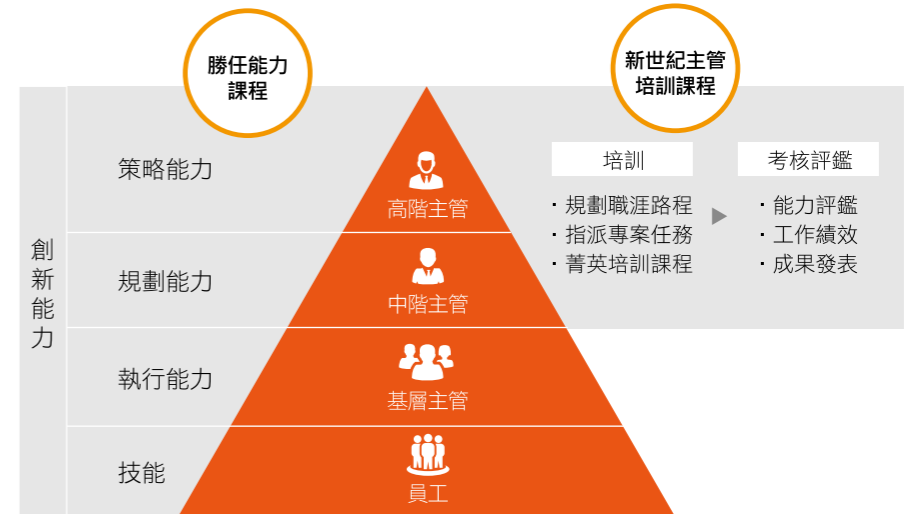 勝任能力
課程
新世紀主管
培訓課程
創新能力
策略能力
高階主管
規劃能力
中階主管
執行能力
基層主管
技能
員工
培訓
・規劃職涯路程
・指派專案任務
・菁英培訓課程
考核評鑑
・能力評鑑
・工作績效
・成果發表